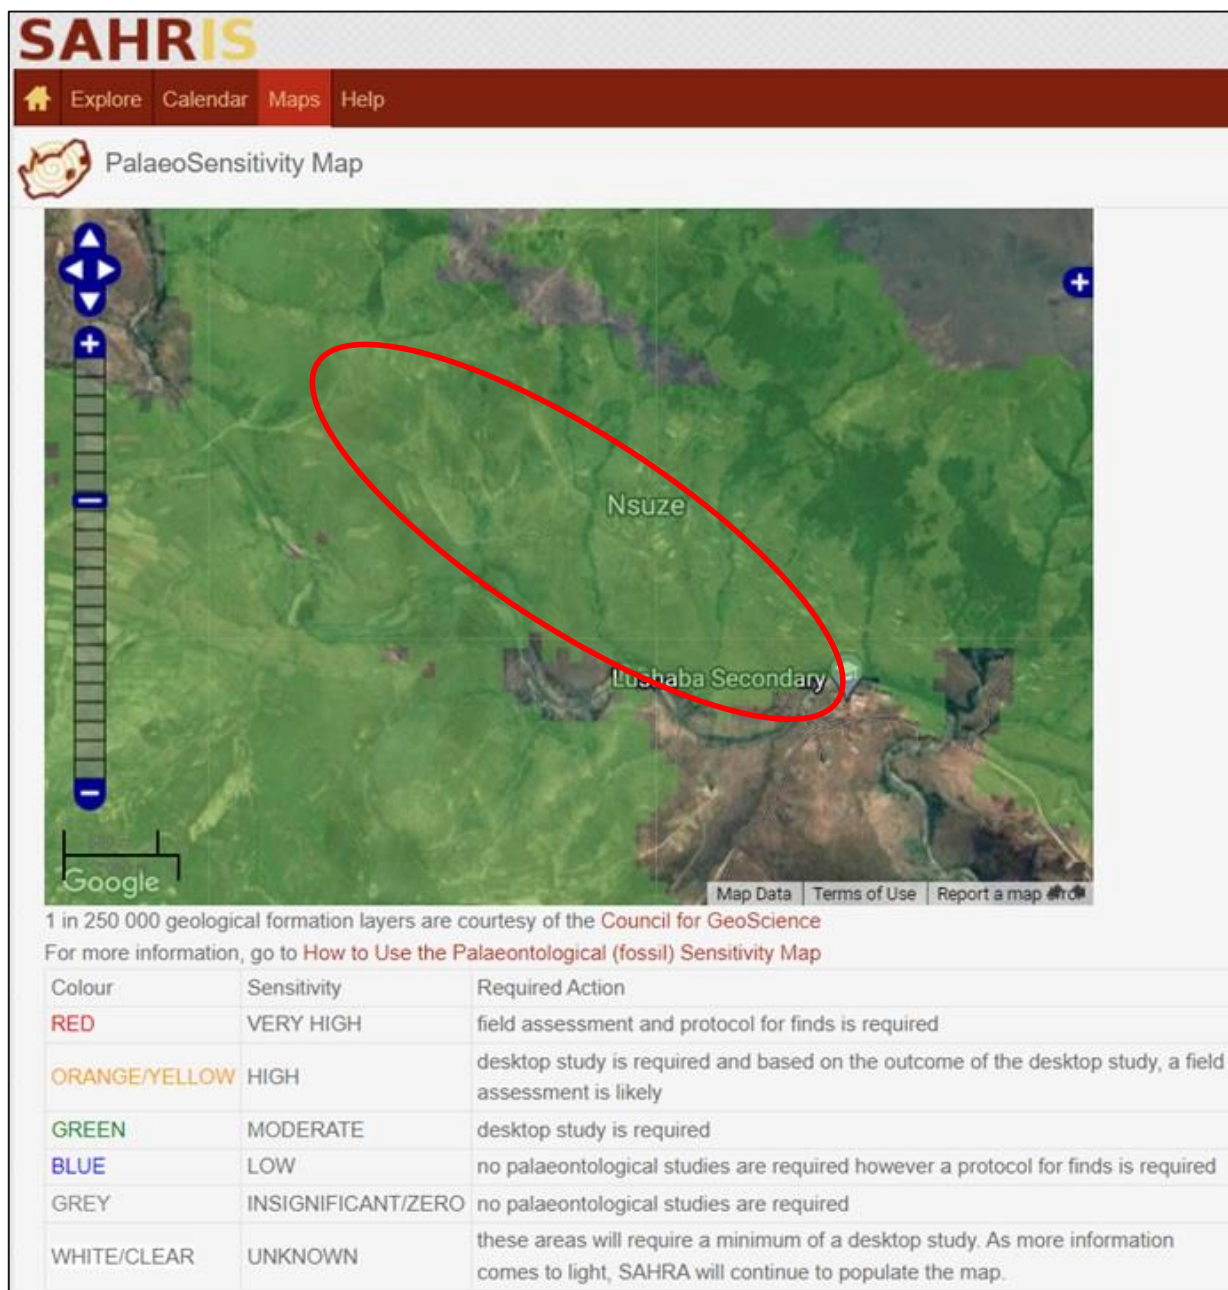 SAHRIS
Explore Calendar Maps Help
PalaeoSensitivity Map
Nsuze
Lushaba Secondary
Google
Map Data Terms of Use Report a map error
1 in 250 000 geological formation layers are courtesy of the Council for GeoScience
For more information, go to How to Use the Palaeontological (fossil) Sensitivity Map
Colour Sensitivity Required Action
RED VERY HIGH field assessment and protocol for finds is required
ORANGE/YELLOW HIGH desktop study is required and based on the outcome of the desktop study, a field
assessment is likely
GREEN MODERATE desktop study is required
BLUE LOW no palaeontological studies are required however a protocol for finds is required
GREY INSIGNIFICANT/ZERO no palaeontological studies are required
WHITE/CLEAR UNKNOWN these areas will require a minimum of a desktop study. As more information
comes to light, SAHRA will continue to populate the map.